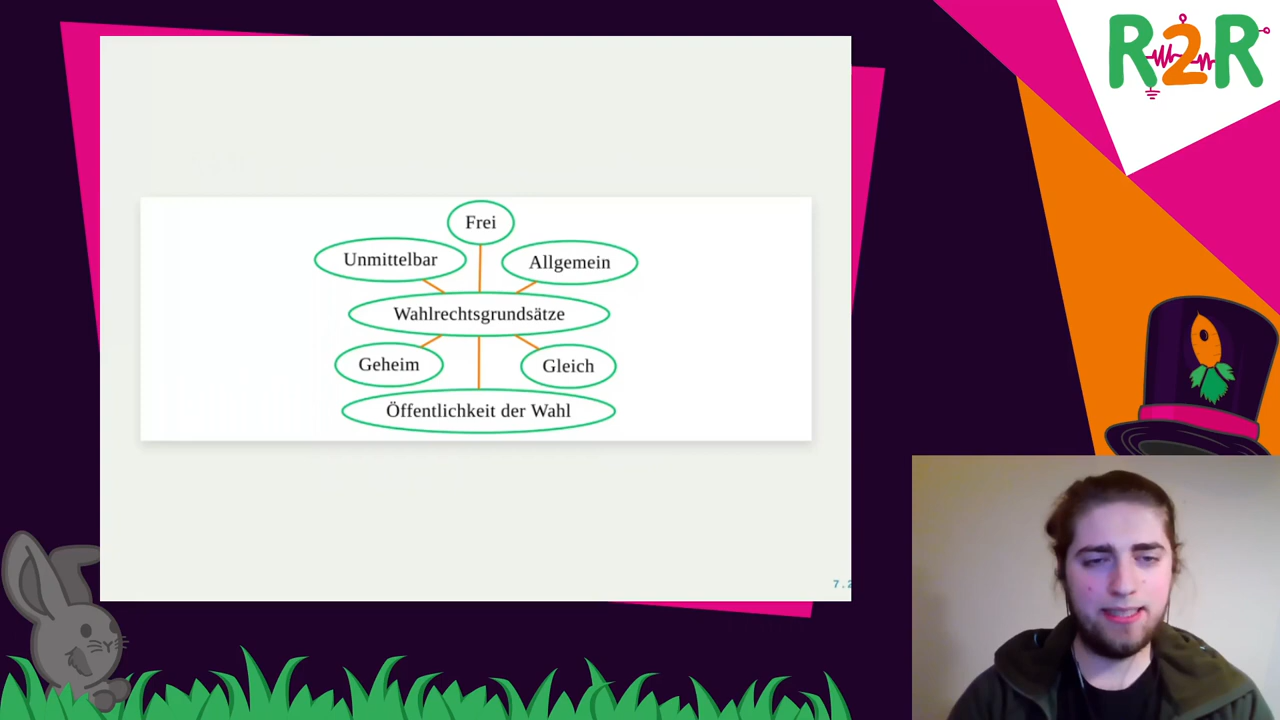 R2R
Frei
Unmittelbar
Allgemein
Wahlrechtsgrundsätze
Geheim
Gleich
Öffentlichkeit der Wahl